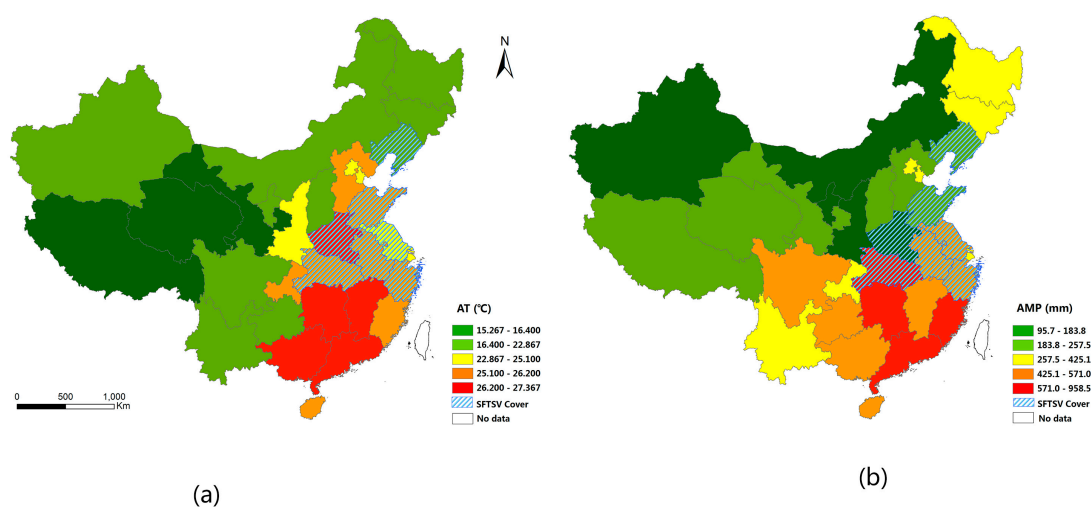 N
AT (℃)
15.267 - 16.400
16.400 - 22.867
22.867 - 25.100
25.100 - 26.200
26.200 - 27.367
SFTSV Cover
No data
0 500 1,000
Km
(a)
AMP (mm)
95.7 - 183.8
183.8 - 257.5
257.5 - 425.1
425.1 - 571.0
571.0 - 958.5
SFTSV Cover
No data
(b)